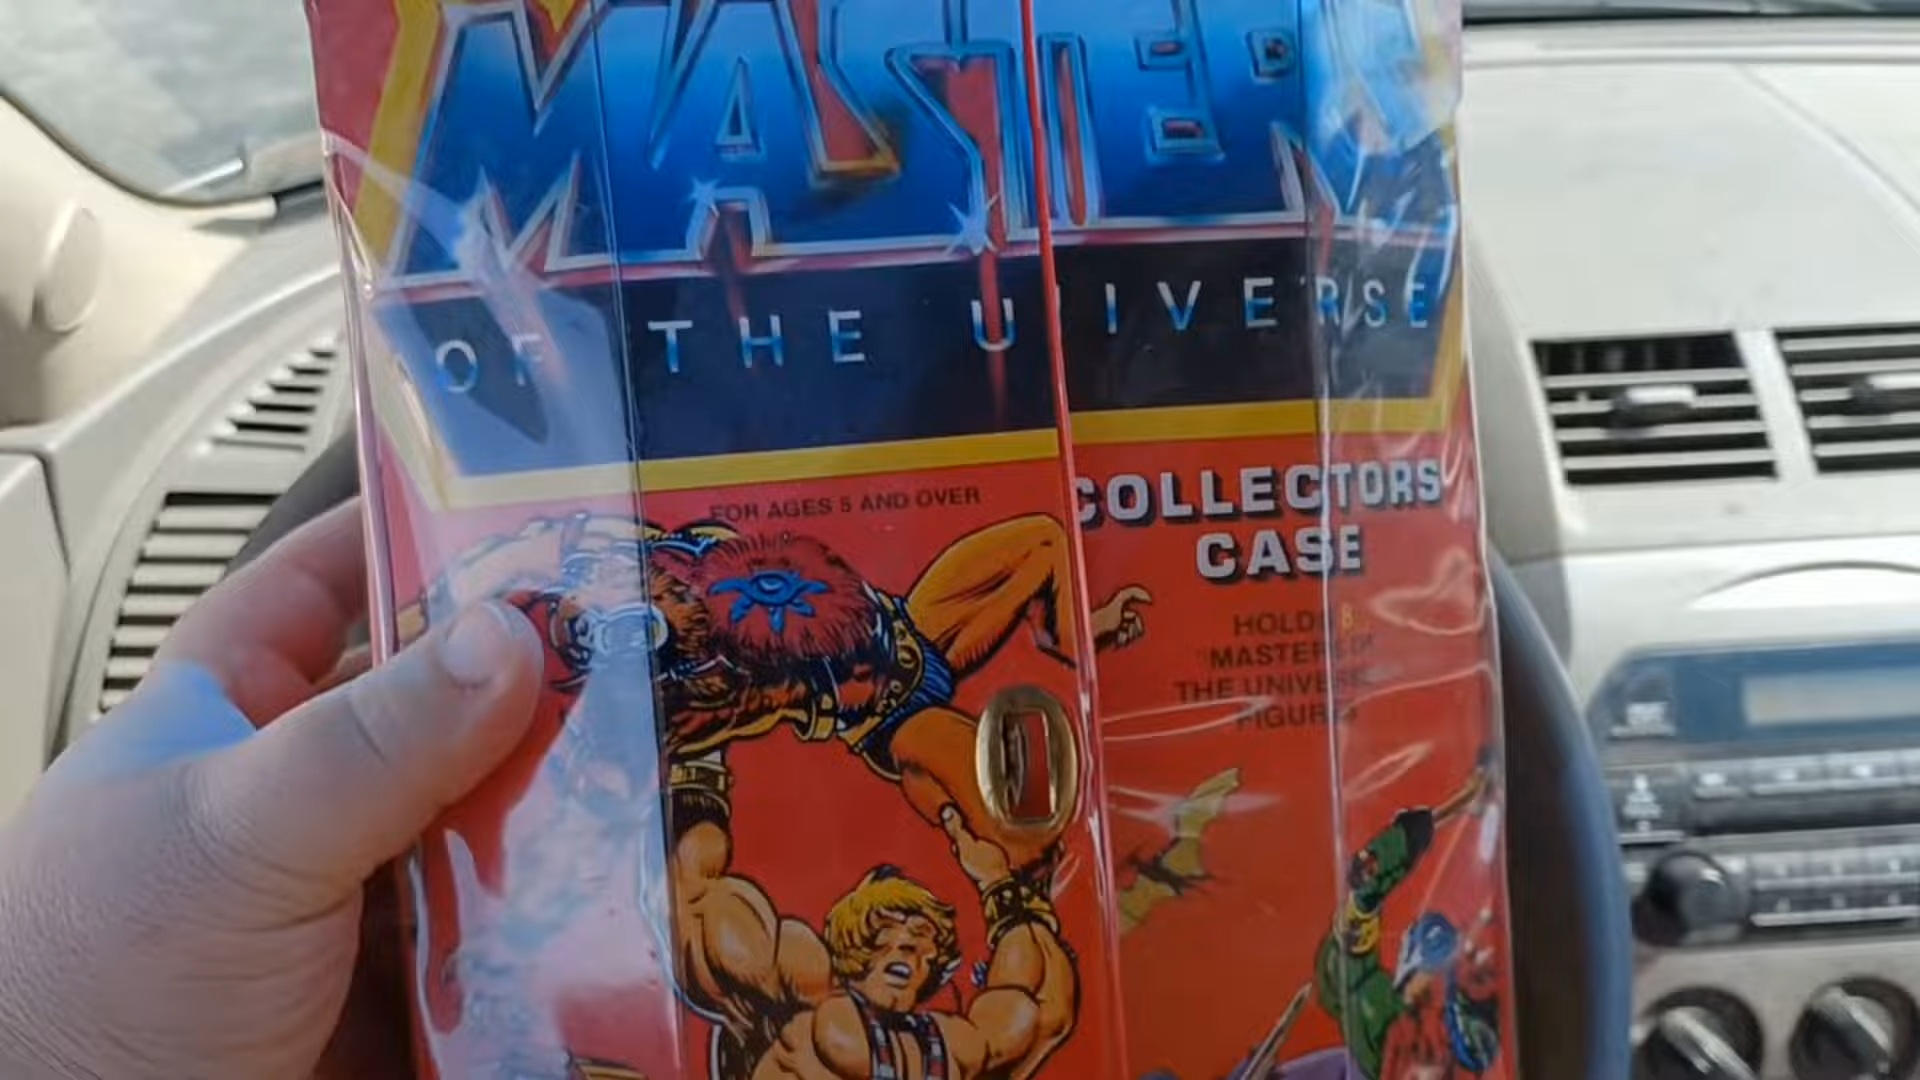 MASTERS
OF THE UNIVERSE
FOR AGES 5 AND OVER
COLLECTORS
CASE
HOLDS 8
"MASTERS OF
THE UNIVERSE"
FIGURES